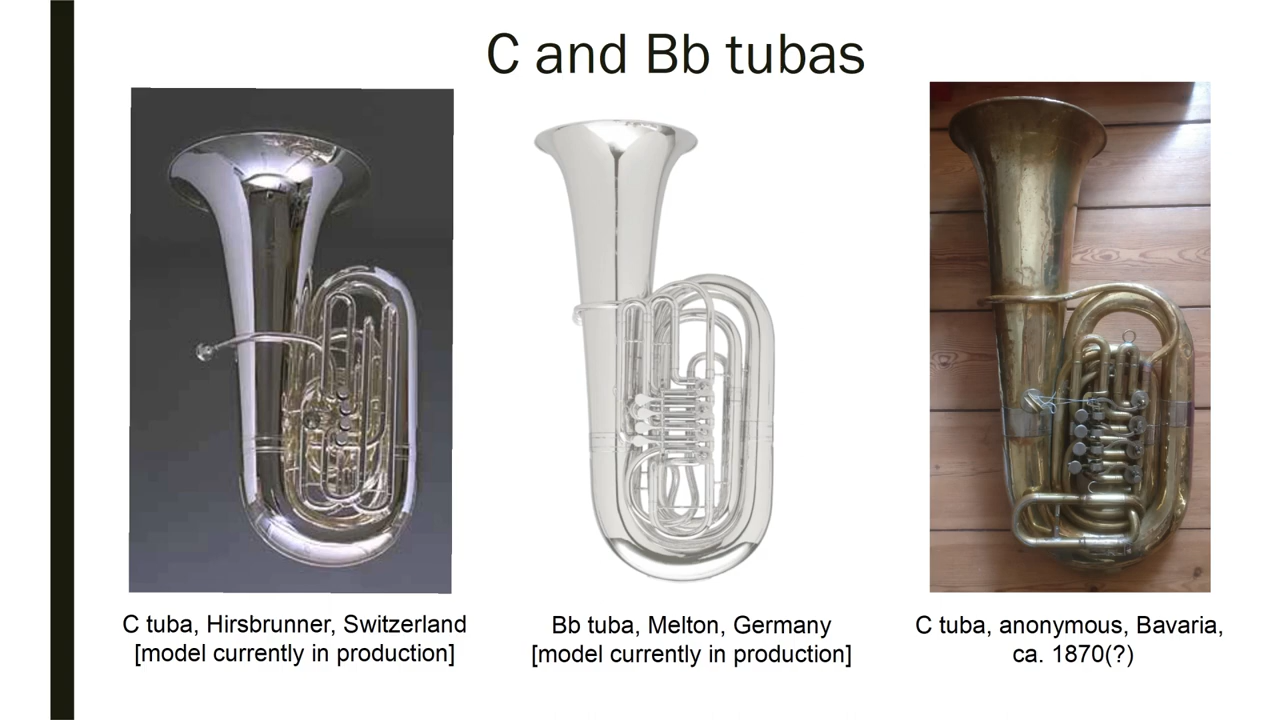 C and Bb tubas
C tuba, Hirsbrunner, Switzerland
[model currently in production]
Bb tuba, Melton, Germany
[model currently in production]
C tuba, anonymous, Bavaria,
ca. 1870(?)